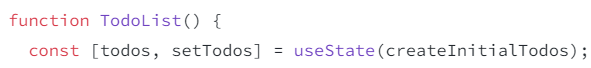 function TodoList() {
  const [todos, setTodos] = useState(createInitialTodos);